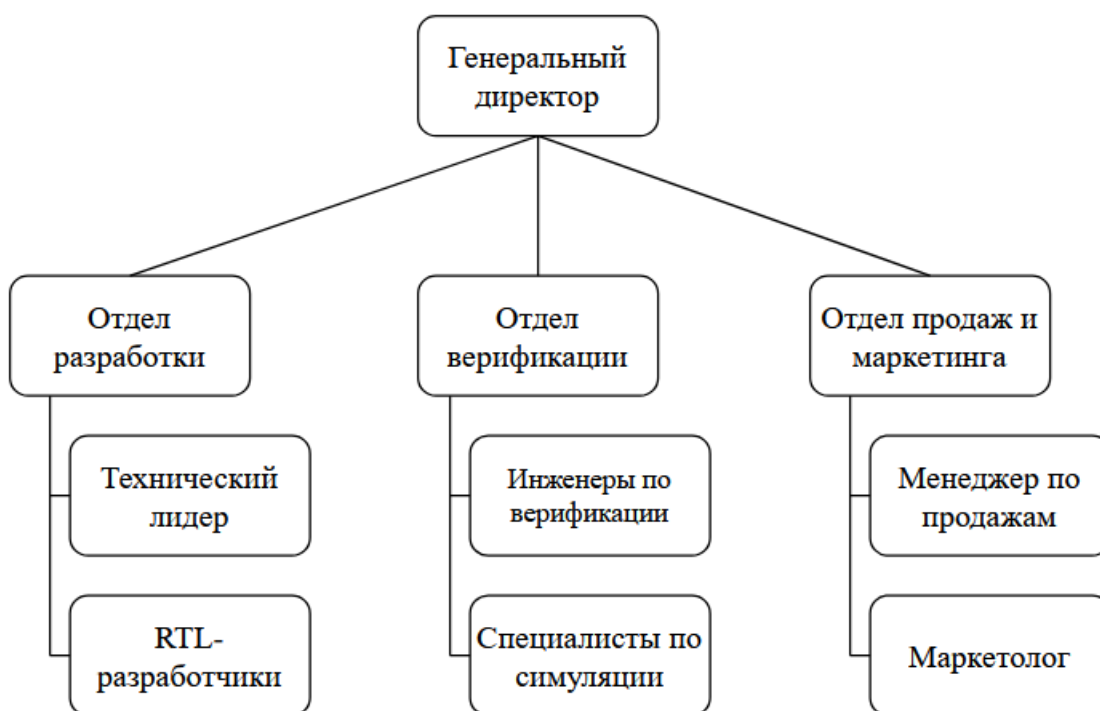 Генеральный
директор
Отдел
разработки
Отдел
верификации
Отдел продаж и
маркетинга
Технический
лидер
Инженеры по
верификации
Менеджер по
продажам
RTL-
разработчики
Специалисты по
симуляции
Маркетолог